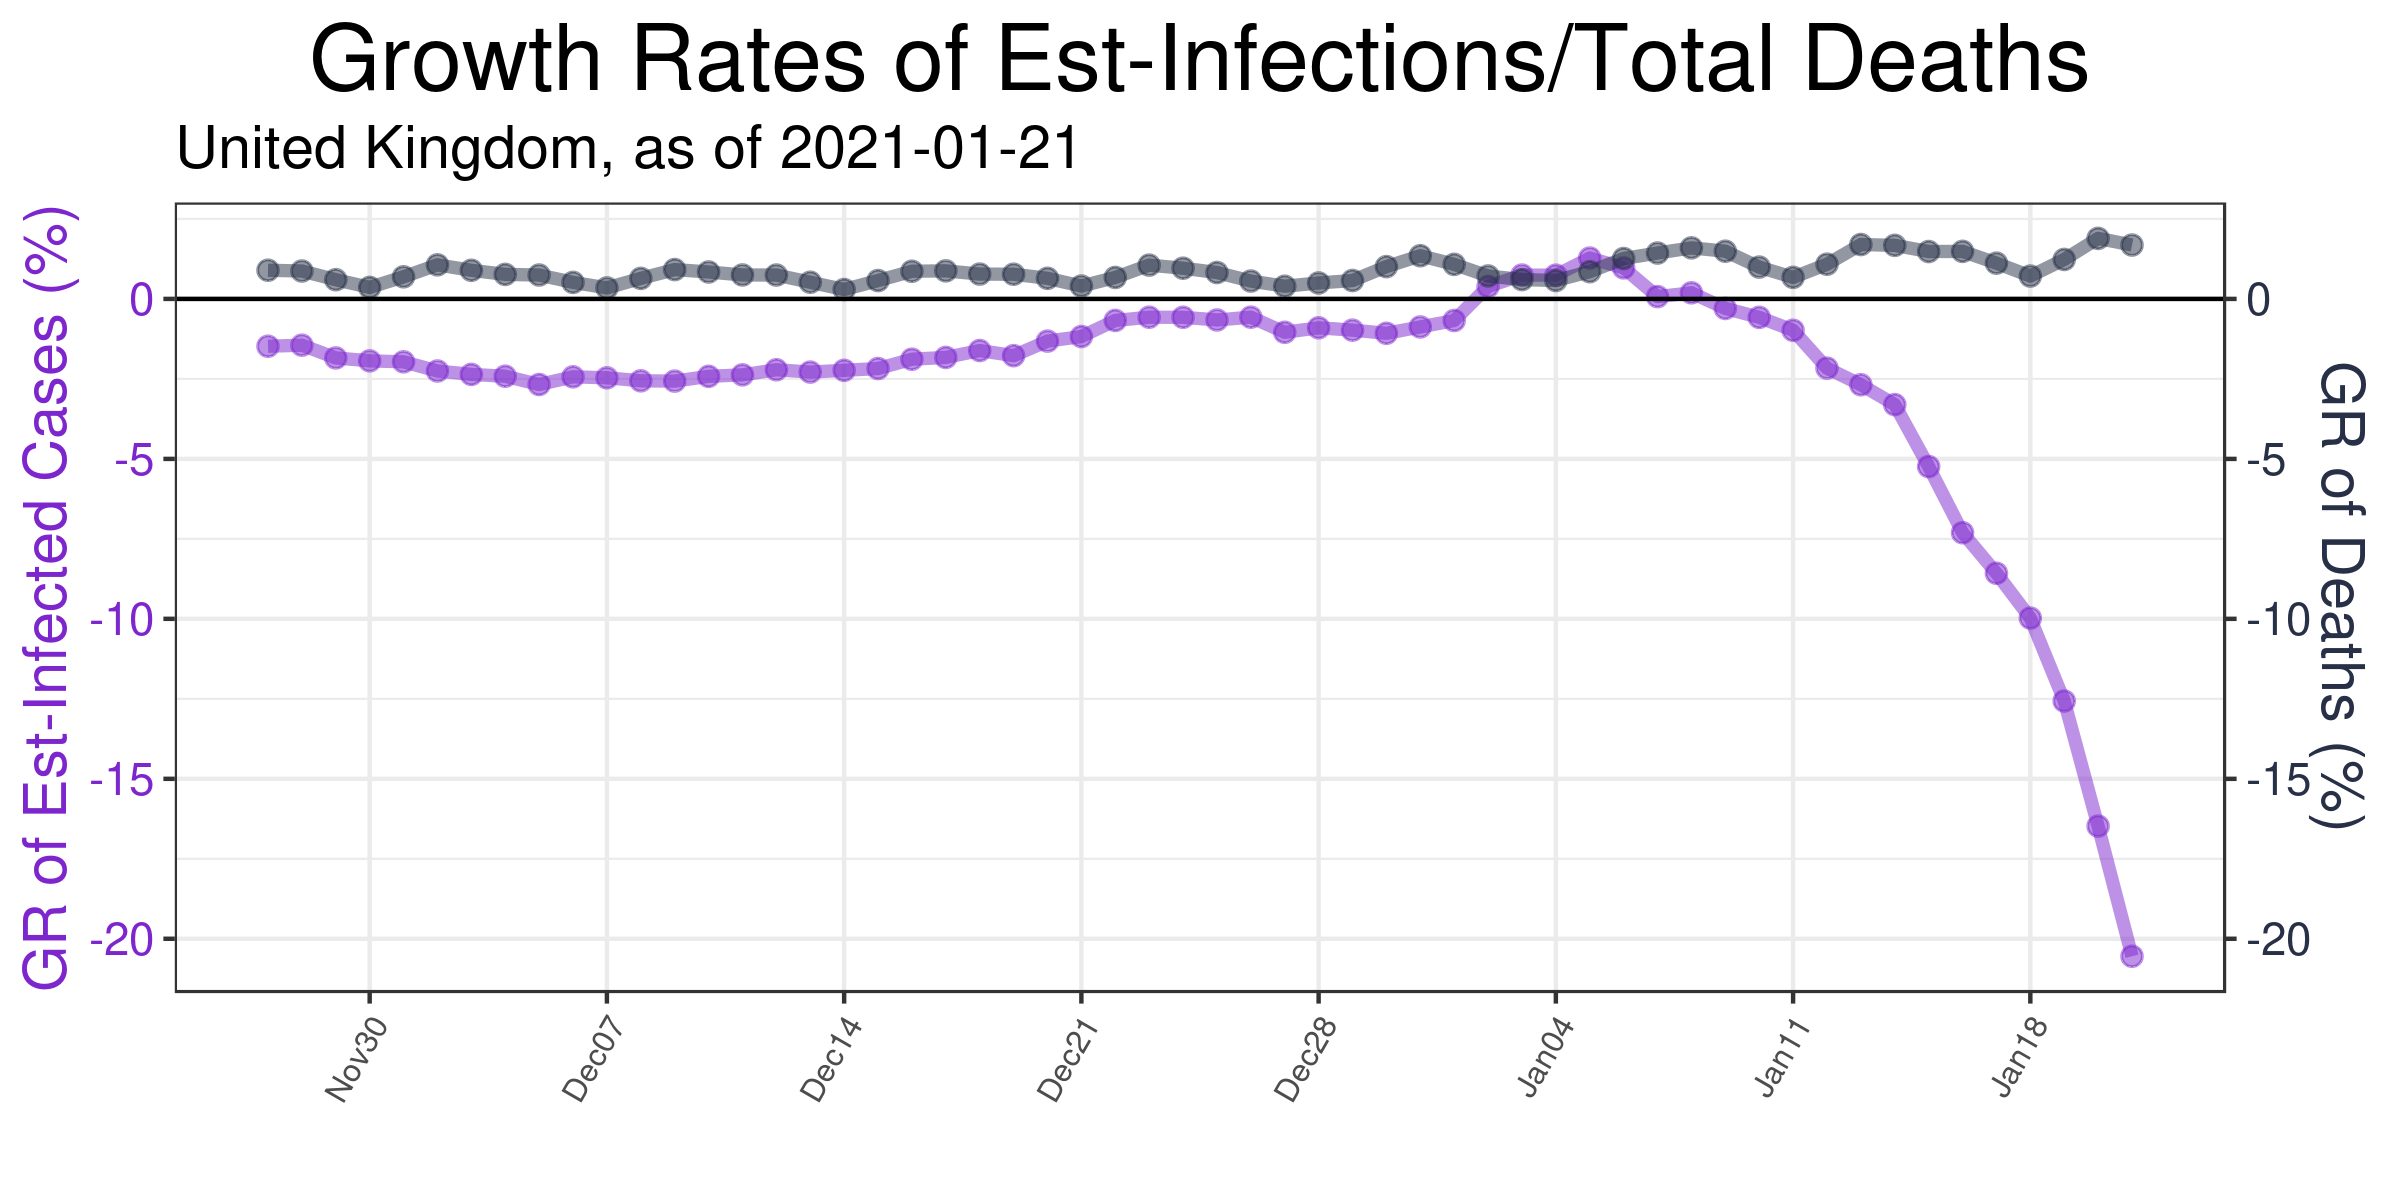 Growth Rates of Est-Infections/Total Deaths
United Kingdom, as of 2021-01-21
GR of Est-Infected Cases (%)
0
-5
-10
-15
-20
0
-5
-10
-15
-20
GR of Deaths (%)
Nov30
Dec07
Dec14
Dec21
Dec28
Jan04
Jan11
Jan18